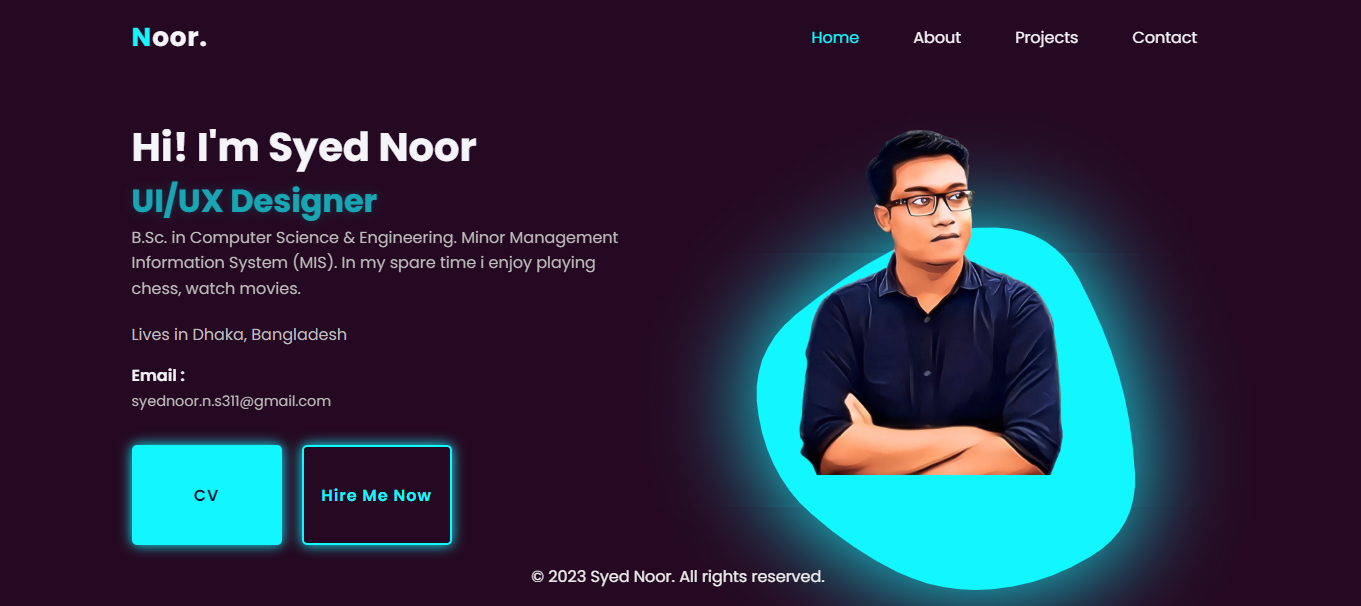 Noor.
Home
About
Projects
Contact
Hi! I'm Syed Noor
UI/UX Designer
B.Sc. in Computer Science & Engineering. Minor Management
Information System (MIS). In my spare time i enjoy playing
chess, watch movies.
Lives in Dhaka, Bangladesh
Email :
syednoor.n.s311@gmail.com
CV
Hire Me Now
© 2023 Syed Noor. All rights reserved.